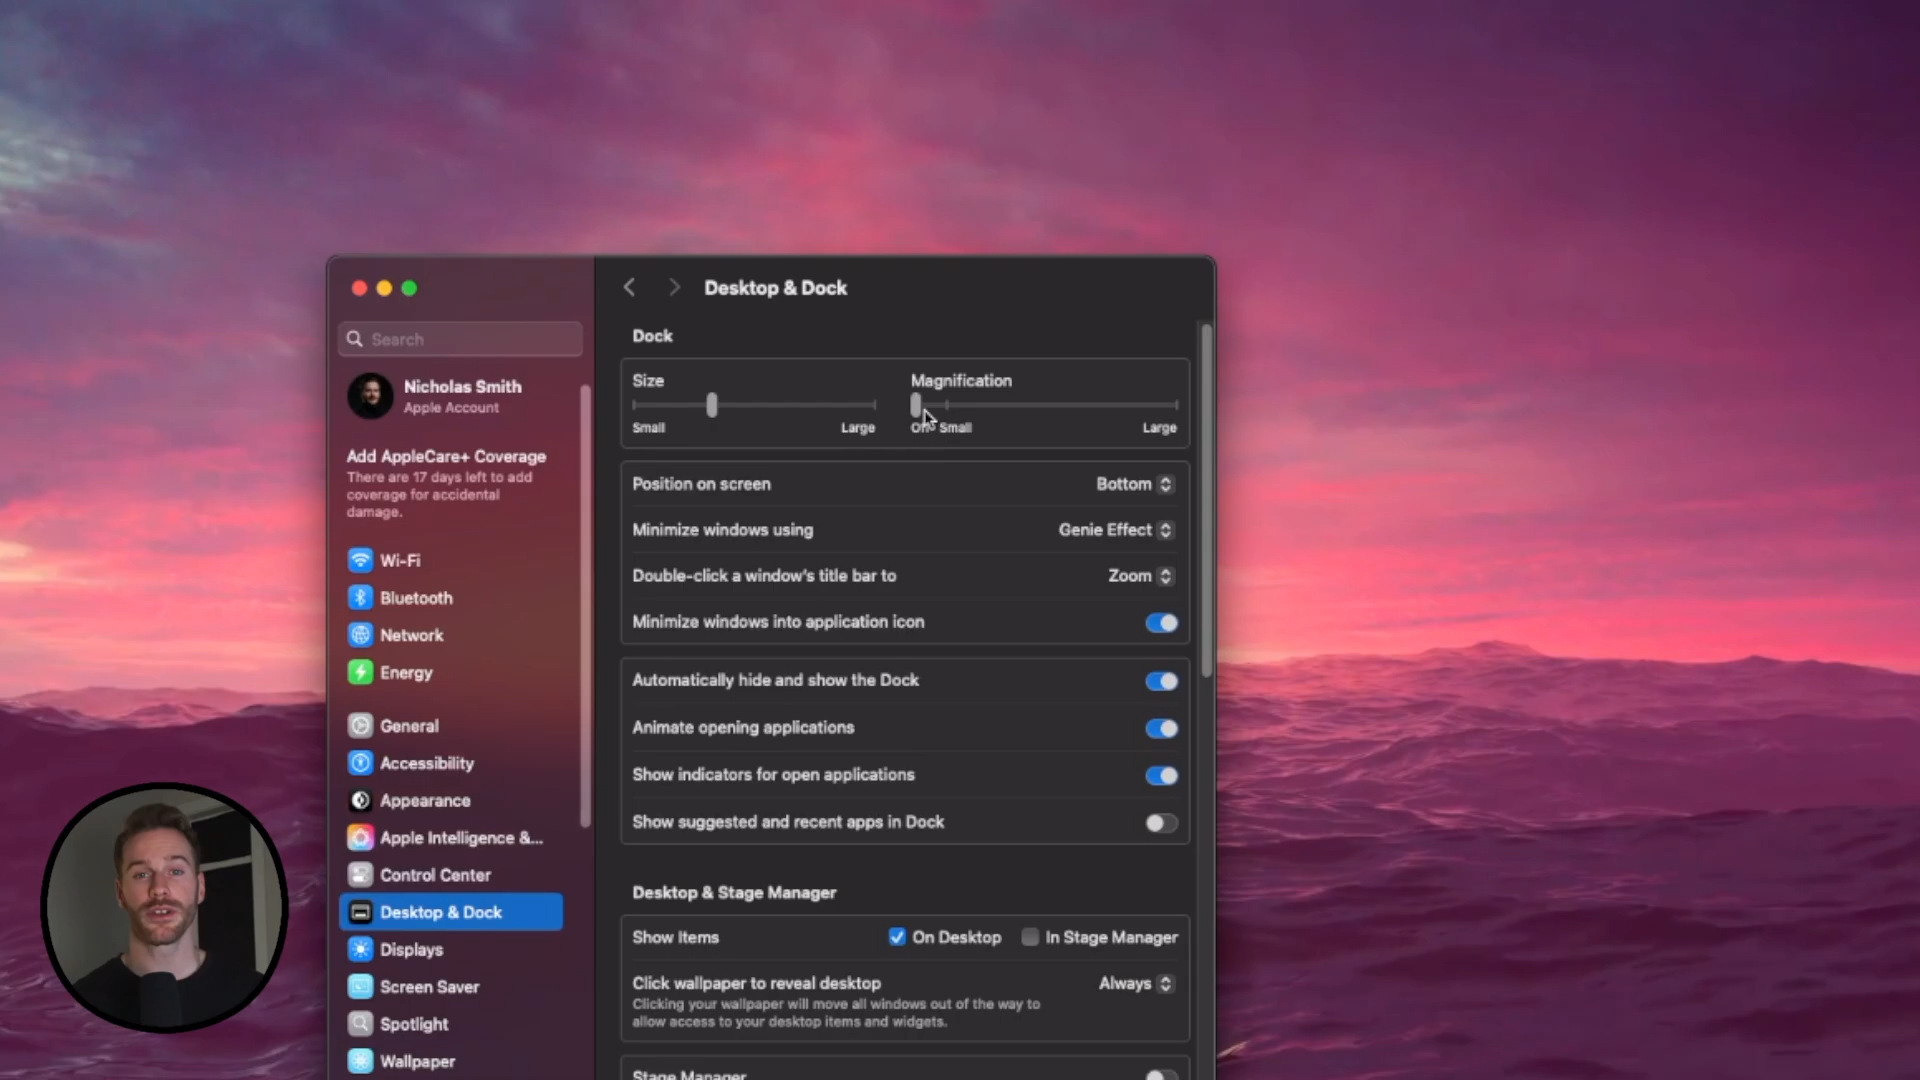 Desktop & Dock
Search
Nicholas Smith
Apple Account
Add AppleCare+ Coverage
There are 17 days left to add
coverage for accidental
damage.
Wi-Fi
Bluetooth
Network
Energy
General
Accessibility
Appearance
Apple Intelligence &...
Control Center
Desktop & Dock
Displays
Screen Saver
Spotlight
Wallpaper
Dock
Size
Magnification
Small
Large
Off
Small
Large
Position on screen
Bottom
Minimize windows using
Genie Effect
Double-click a window's title bar to
Zoom
Minimize windows into application icon
Automatically hide and show the Dock
Animate opening applications
Show indicators for open applications
Show suggested and recent apps in Dock
Desktop & Stage Manager
Show Items
On Desktop
In Stage Manager
Click wallpaper to reveal desktop
Always
Clicking your wallpaper will move all windows out of the way to
allow access to your desktop items and widgets.
Stage Manager